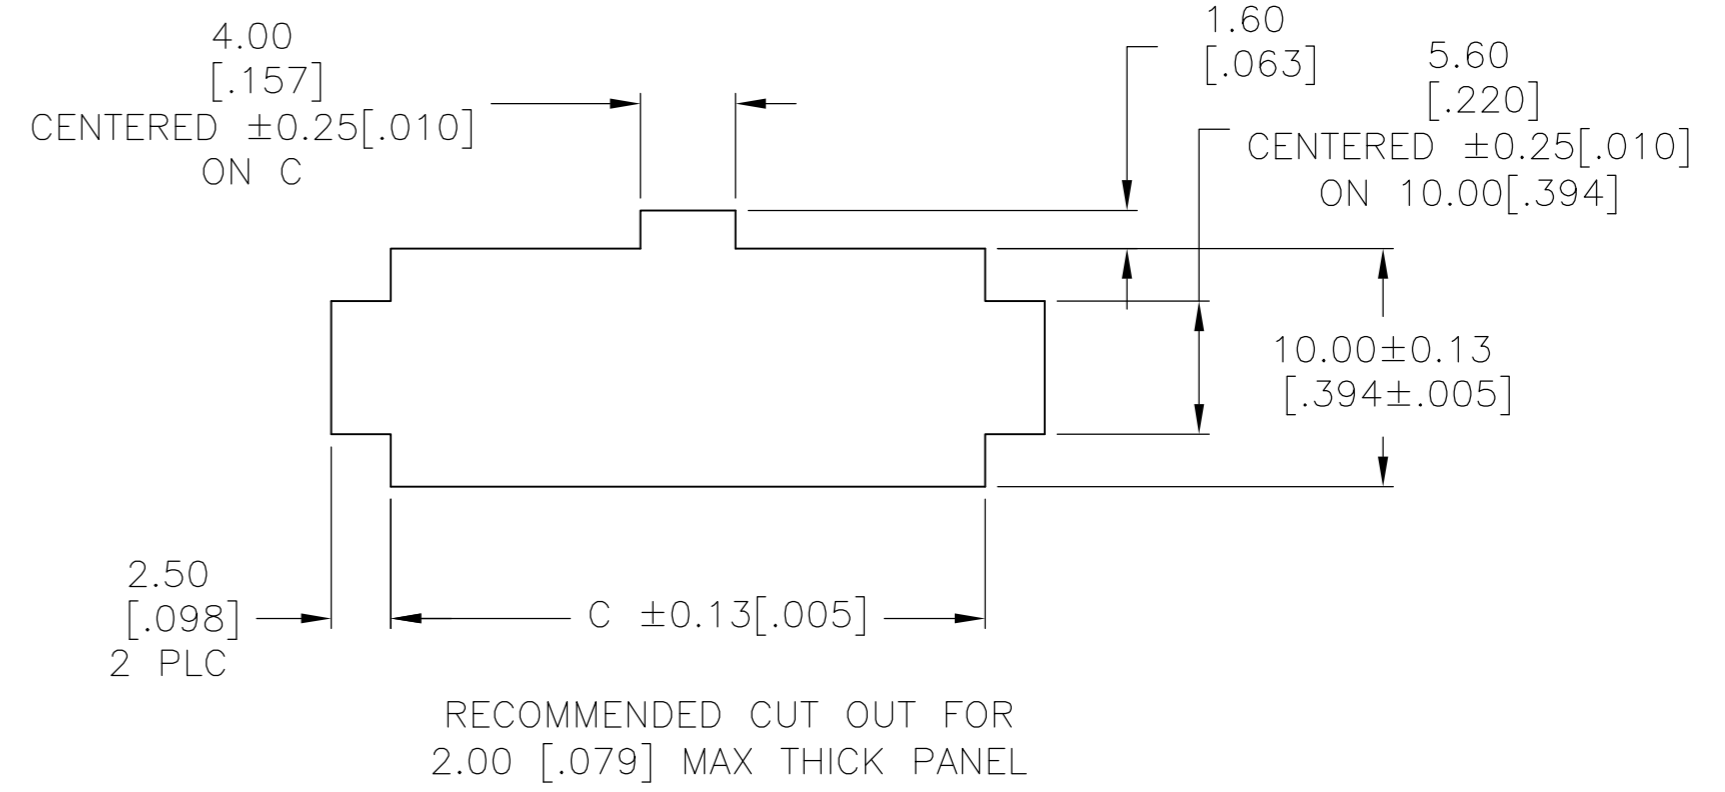 4.00
[.157]
CENTERED ±0.25[.010]
ON C
1.60
[.063]
5.60
[.220]
CENTERED ±0.25[.010]
ON 10.00[.394]
10.00±0.13
[.394±.005]
2.50
[.098]
2 PLC
C ±0.13[.005]
RECOMMENDED CUT OUT FOR
2.00 [.079] MAX THICK PANEL